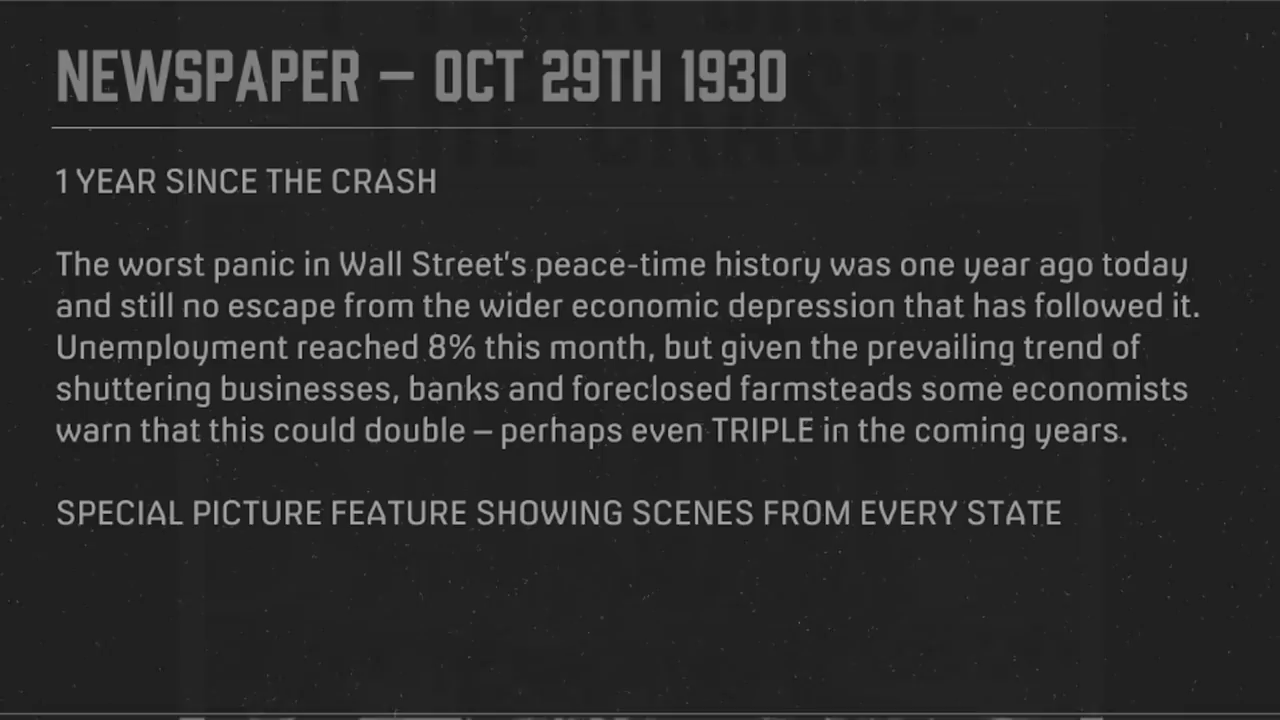 NEWSPAPER – OCT 29TH 1930
1 YEAR SINCE THE CRASH
The worst panic in Wall Street's peace-time history was one year ago today
and still no escape from the wider economic depression that has followed it.
Unemployment reached 8% this month, but given the prevailing trend of
shuttering businesses, banks and foreclosed farmsteads some economists
warn that this could double – perhaps even TRIPLE in the coming years.
SPECIAL PICTURE FEATURE SHOWING SCENES FROM EVERY STATE